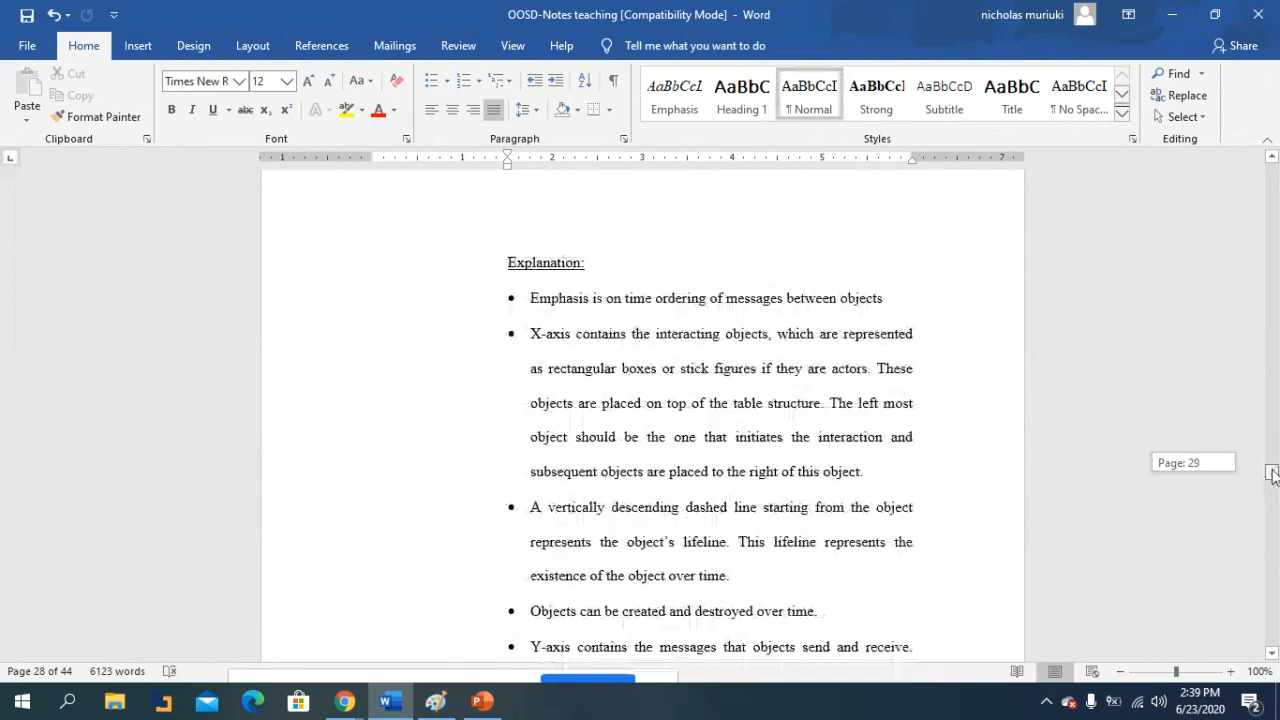 OOSD-Notes teaching [Compatibility Mode] - Word
nicholas muriuki
File Home Insert Design Layout References Mailings Review View Help Tell me what you want to do Share
Paste
Cut
Copy
Format Painter
Clipboard
Times New R 12
Font
Paragraph
AaBbCcI Emphasis
AaBbC Heading 1
AaBbCcI ¶ Normal
AaBbCcl Strong
AaBbCcD Subtitle
AaBbC Title
AaBbCcI ¶ No Spac...
Styles
Find
Replace
Select
Editing
1 1 2 3 4 5 7
Explanation:
• Emphasis is on time ordering of messages between objects
• X-axis contains the interacting objects, which are represented
as rectangular boxes or stick figures if they are actors. These
objects are placed on top of the table structure. The left most
object should be the one that initiates the interaction and
subsequent objects are placed to the right of this object.
• A vertically descending dashed line starting from the object
represents the object's lifeline. This lifeline represents the
existence of the object over time.
• Objects can be created and destroyed over time.
• Y-axis contains the messages that objects send and receive.
Page: 29
Page 28 of 44 6123 words 100%
2:39 PM
6/23/2020
2